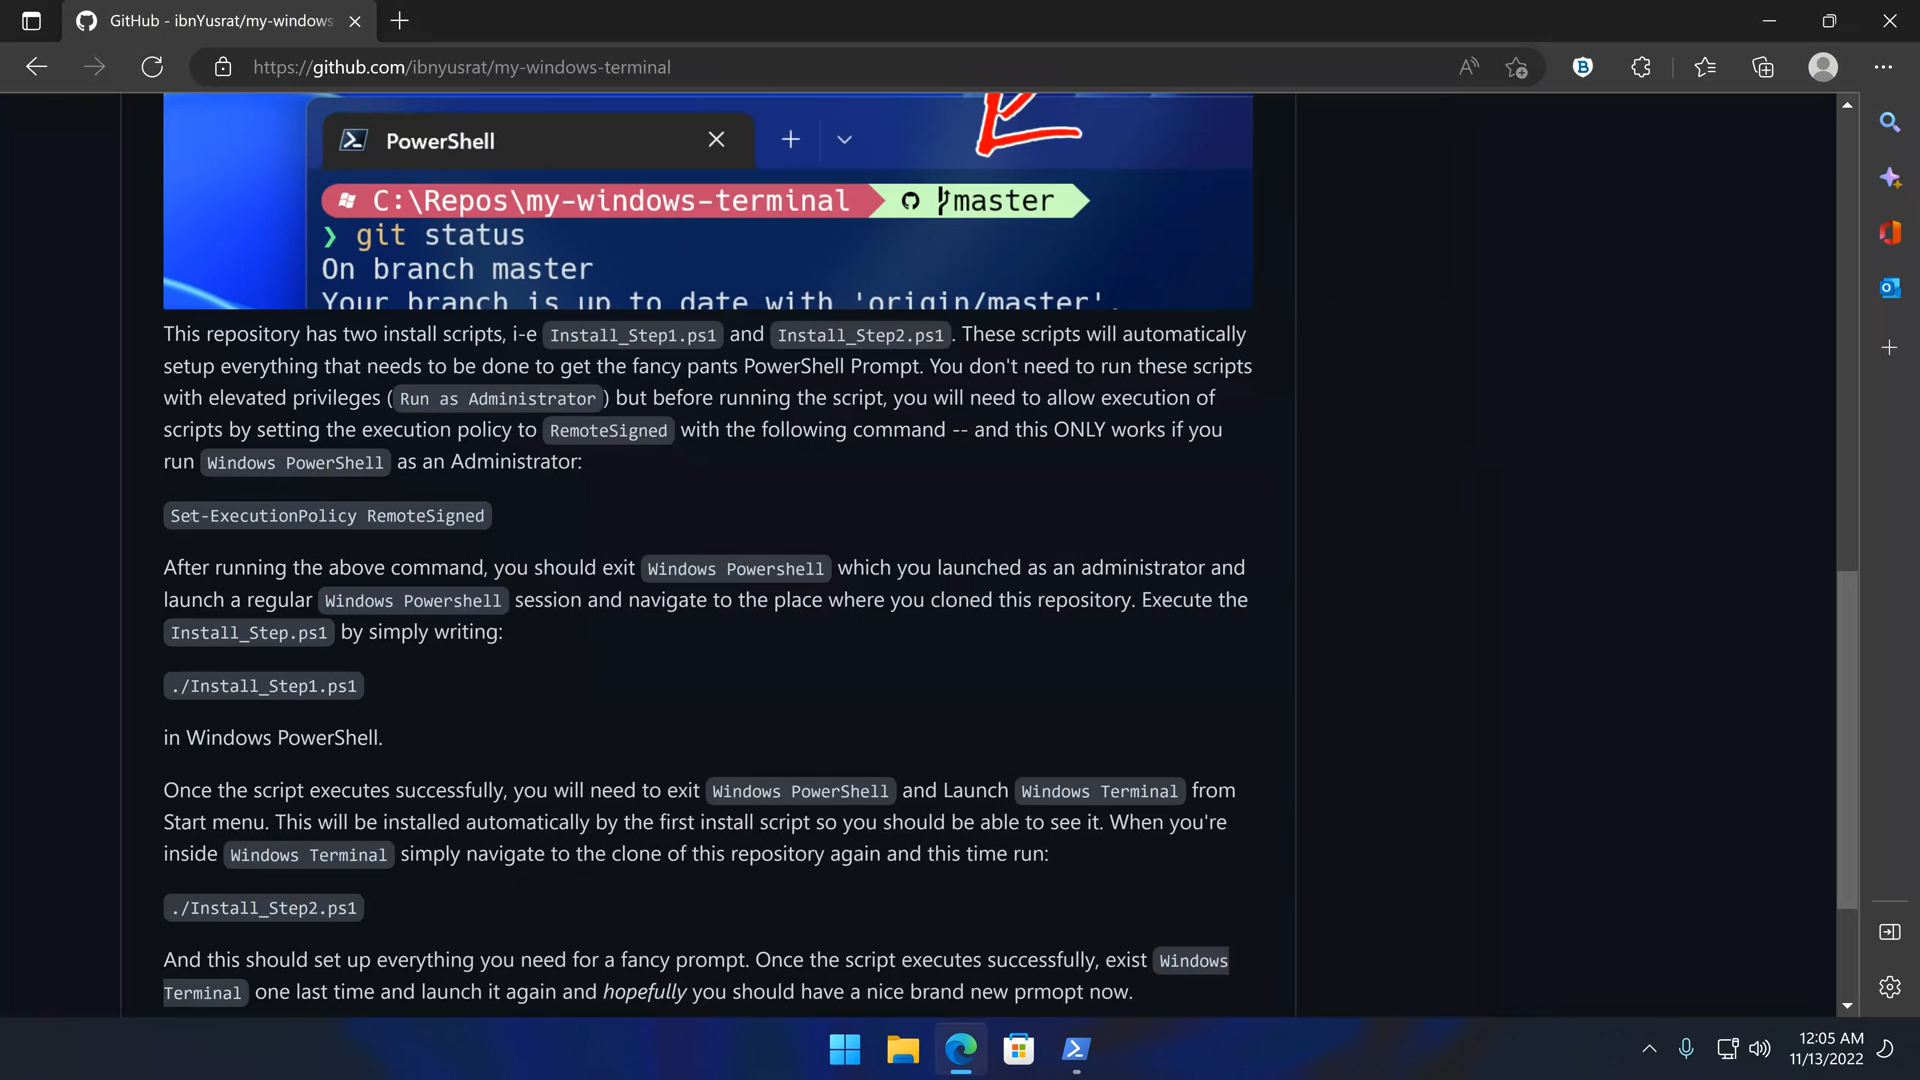 GitHub - ibnYusrat/my-windows
https://github.com/ibnyusrat/my-windows-terminal
PowerShell
C:\Repos\my-windows-terminal master
❯ git status
On branch master
Your branch is up to date with 'origin/master'.
This repository has two install scripts, i-e Install_Step1.ps1 and Install_Step2.ps1. These scripts will automatically
setup everything that needs to be done to get the fancy pants PowerShell Prompt. You don't need to run these scripts
with elevated privileges ( Run as Administrator ) but before running the script, you will need to allow execution of
scripts by setting the execution policy to RemoteSigned with the following command -- and this ONLY works if you
run Windows PowerShell as an Administrator:
Set-ExecutionPolicy RemoteSigned
After running the above command, you should exit Windows Powershell which you launched as an administrator and
launch a regular Windows Powershell session and navigate to the place where you cloned this repository. Execute the
Install_Step.ps1 by simply writing:
./Install_Step1.ps1
in Windows PowerShell.
Once the script executes successfully, you will need to exit Windows PowerShell and Launch Windows Terminal from
Start menu. This will be installed automatically by the first install script so you should be able to see it. When you're
inside Windows Terminal simply navigate to the clone of this repository again and this time run:
./Install_Step2.ps1
And this should set up everything you need for a fancy prompt. Once the script executes successfully, exist Windows
Terminal one last time and launch it again and hopefully you should have a nice brand new prmopt now.
12:05 AM
11/13/2022